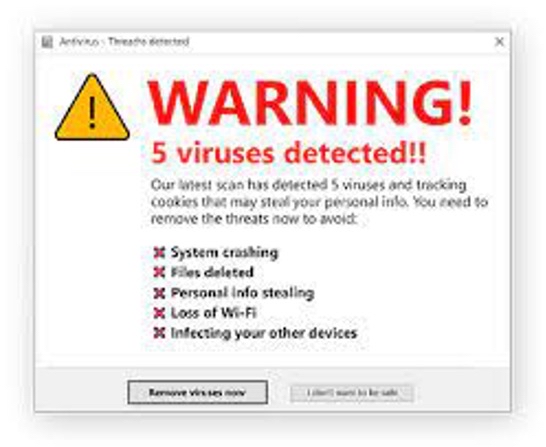 Antivirus - Threats detected
WARNING!
5 viruses detected!!
Our latest scan has detected 5 viruses and tracking
cookies that may steal your personal info. You need to
remove the threats now to avoid:
System crashing
Files deleted
Personal info stealing
Loss of Wi-Fi
Infecting your other devices
Remove viruses now
I don't want to be safe